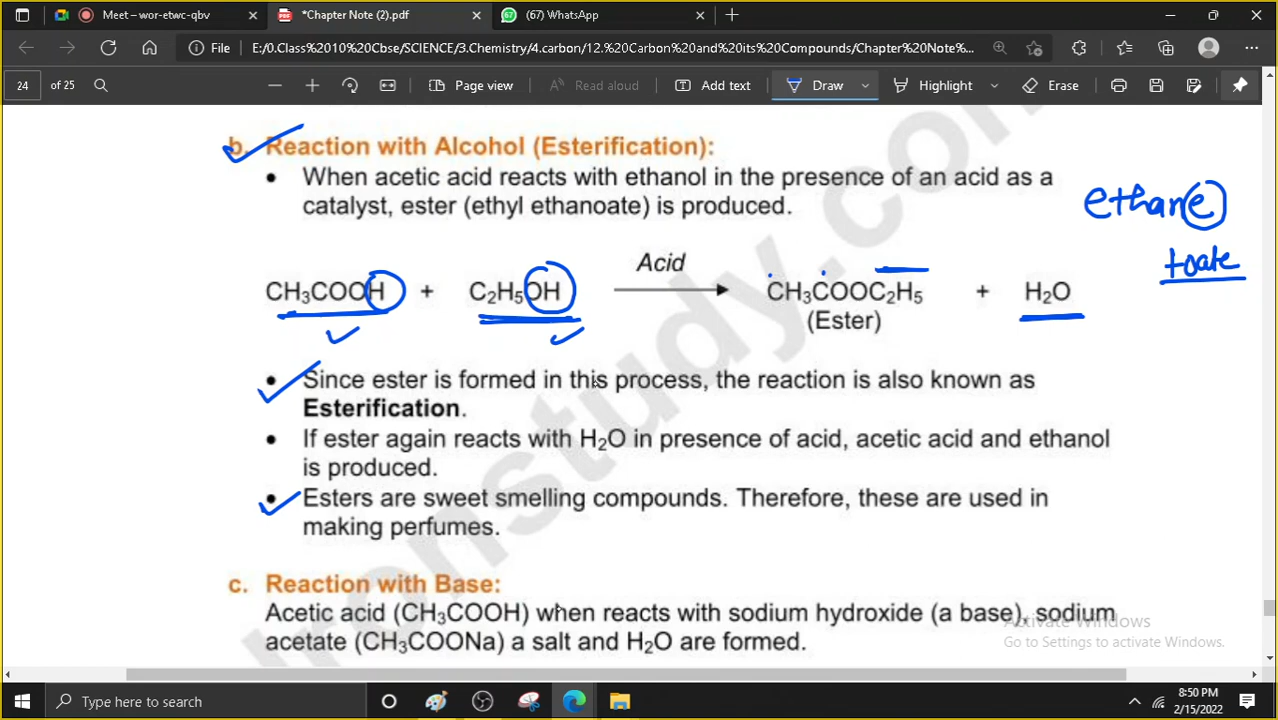 Meet – wor-etwc-qbv
*Chapter Note (2).pdf
(67) WhatsApp
File
E:/0.Class%2010%20Cbse/SCIENCE/3.Chemistry/4.carbon/12.%20Carbon%20and%20its%20Compounds/Chapter%20Note%...
24 of 25
Page view
Read aloud
Add text
Draw
Highlight
Erase
b. Reaction with Alcohol (Esterification):
• When acetic acid reacts with ethanol in the presence of an acid as a
catalyst, ester (ethyl ethanoate) is produced.
ethane
toate
Acid
CH₃COOH + C₂H₅OH → CH₃COOC₂H₅ + H₂O
(Ester)
• Since ester is formed in this process, the reaction is also known as
Esterification.
• If ester again reacts with H₂O in presence of acid, acetic acid and ethanol
is produced.
• Esters are sweet smelling compounds. Therefore, these are used in
making perfumes.
c. Reaction with Base:
Acetic acid (CH₃COOH) when reacts with sodium hydroxide (a base), sodium
acetate (CH₃COONa) a salt and H₂O are formed.
Activate Windows
Go to Settings to activate Windows.
Ironstudy.com
Type here to search
8:50 PM
2/15/2022